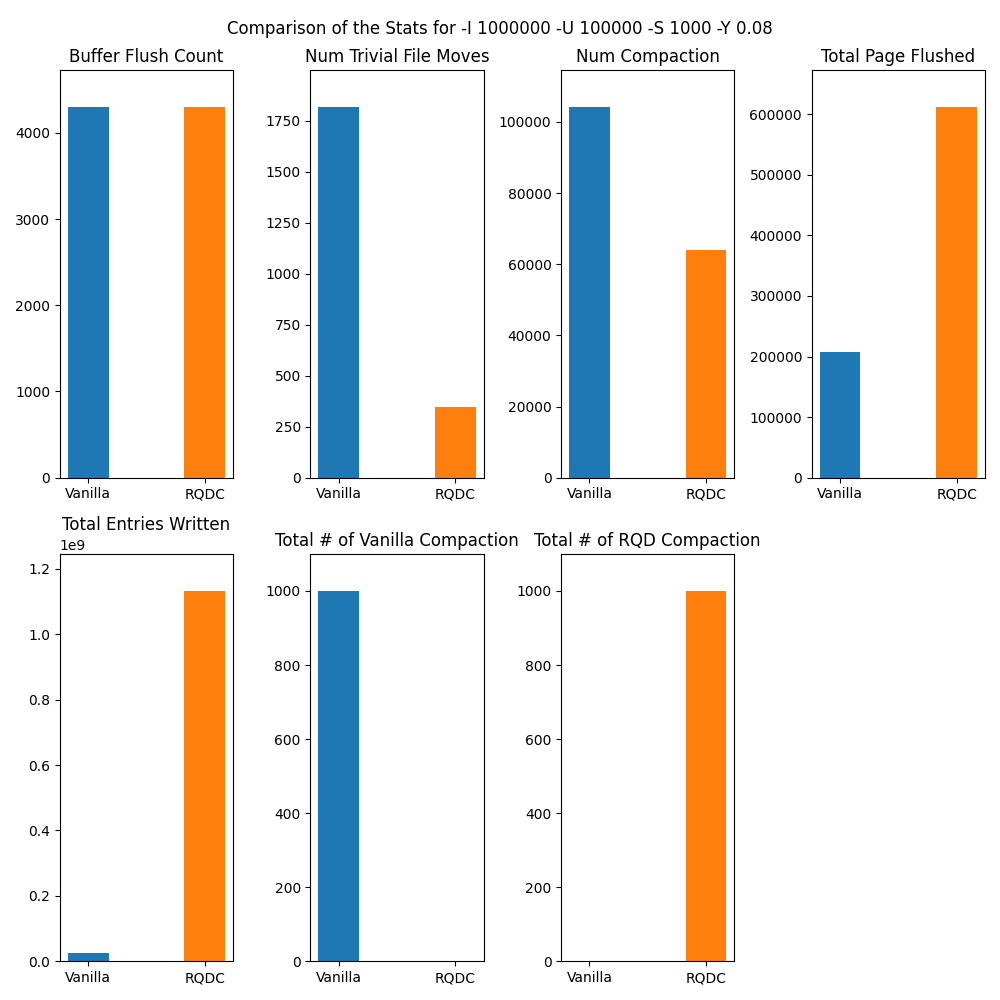 Comparison of the Stats for -I 1000000 -U 100000 -S 1000 -Y 0.08
Buffer Flush Count
4000
3000
2000
1000
0
Vanilla RQDC
Num Trivial File Moves
1750
1500
1250
1000
750
500
250
0
Vanilla RQDC
Num Compaction
100000
80000
60000
40000
20000
0
Vanilla RQDC
Total Page Flushed
600000
500000
400000
300000
200000
100000
0
Vanilla RQDC
Total Entries Written
1e9
1.2
1.0
0.8
0.6
0.4
0.2
0.0
Vanilla RQDC
Total # of Vanilla Compaction
1000
800
600
400
200
0
Vanilla RQDC
Total # of RQD Compaction
1000
800
600
400
200
0
Vanilla RQDC